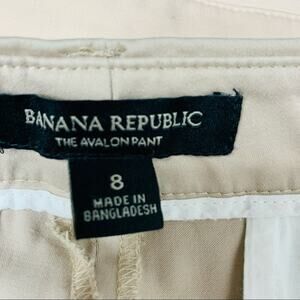 BANANA REPUBLIC
THE AVALON PANT
8
MADE IN
BANGLADESH